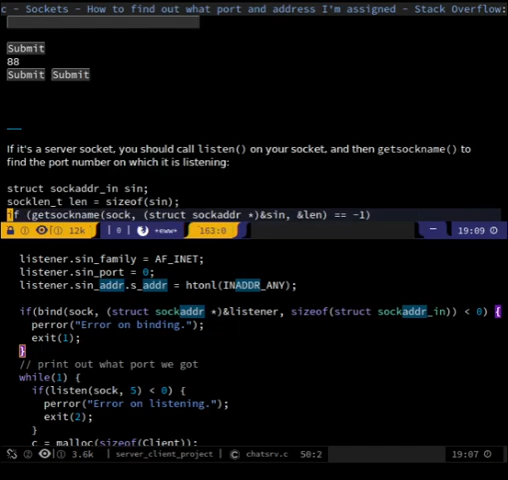 c - Sockets - How to find out what port and address I'm assigned - Stack Overflow:
Submit
88
Submit Submit
If it's a server socket, you should call listen() on your socket, and then getsockname() to
find the port number on which it is listening:
struct sockaddr_in sin;
socklen_t len = sizeof(sin);
if (getsockname(sock, (struct sockaddr *)&sin, &len) == -1)
① ① 12k | 0 | *eww* 163:0 — 19:09
listener.sin_family = AF_INET;
listener.sin_port = 0;
listener.sin_addr.s_addr = htonl(INADDR_ANY);
if(bind(sock, (struct sockaddr *)&listener, sizeof(struct sockaddr_in)) < 0) {
perror("Error on binding.");
exit(1);
}
// print out what port we got
while(1) {
if(listen(sock, 5) < 0) {
perror("Error on listening.");
exit(2);
}
c = malloc(sizeof(Client));
② ① 3.6k | server_client_project | C chatsrv.c 50:2 19:07